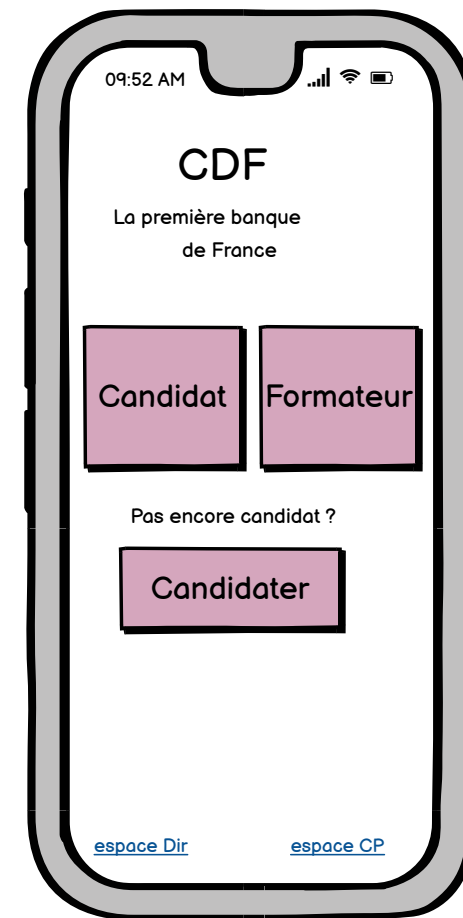 09:52 AM
CDF
La première banque
de France
Candidat
Formateur
Pas encore candidat ?
Candidater
espace Dir
espace CP